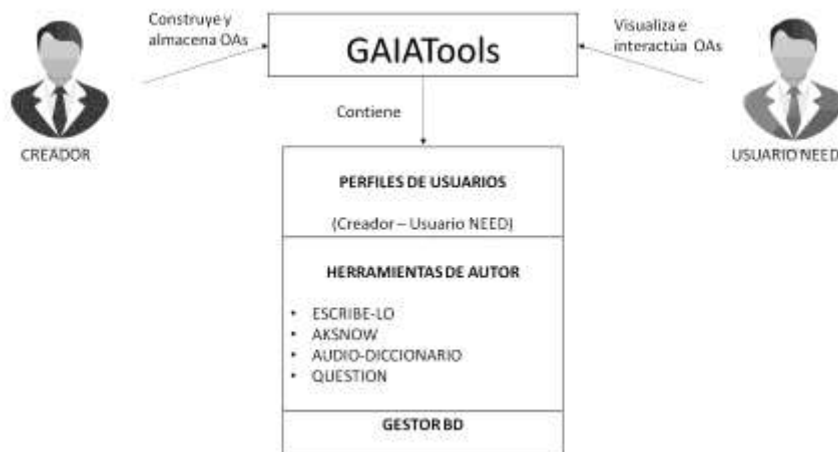 Construye y
almacena OAs
GAIATools
Visualiza e
interactúa OAs
CREADOR
USUARIO NEED
Contiene
PERFILES DE USUARIOS
(Creador – Usuario NEED)
HERRAMIENTAS DE AUTOR
• ESCRIBE-LO
• AKSNOW
• AUDIO-DICCIONARIO
• QUESTION
GESTOR BD